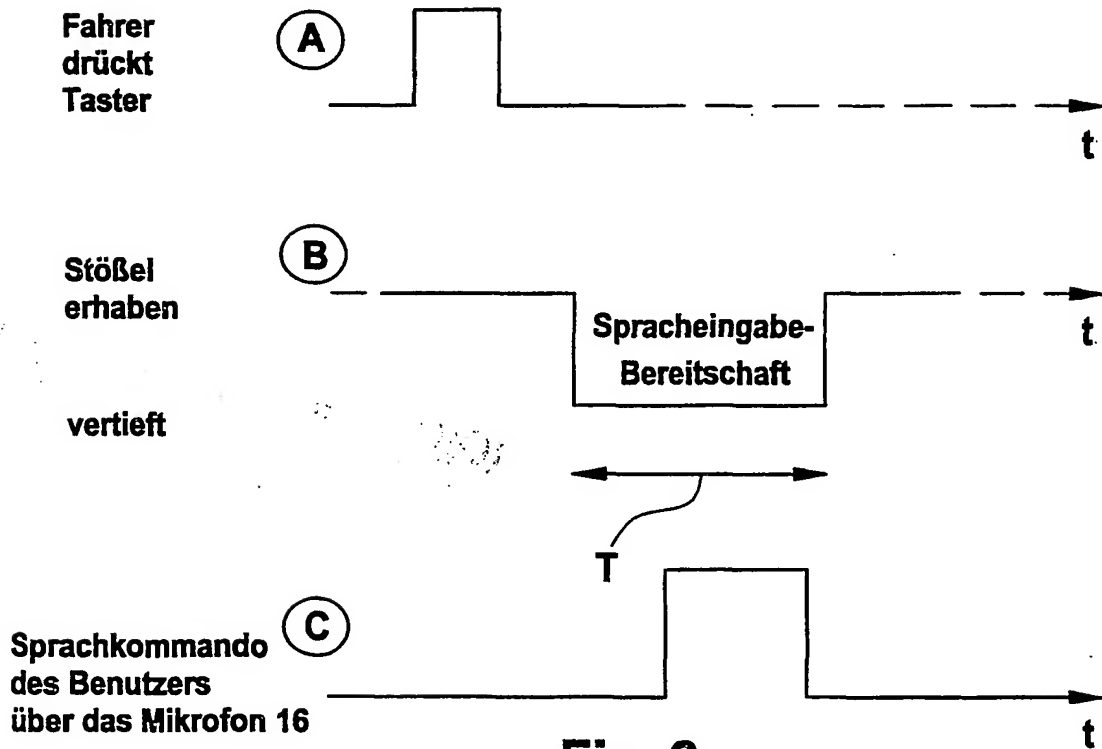 Fahrer
drückt
Taster
A
t
Stößel
erhaben
B
Spracheingabe-
Bereitschaft
t
vertieft
T
C
Sprachkommando
des Benutzers
über das Mikrofon 16
t